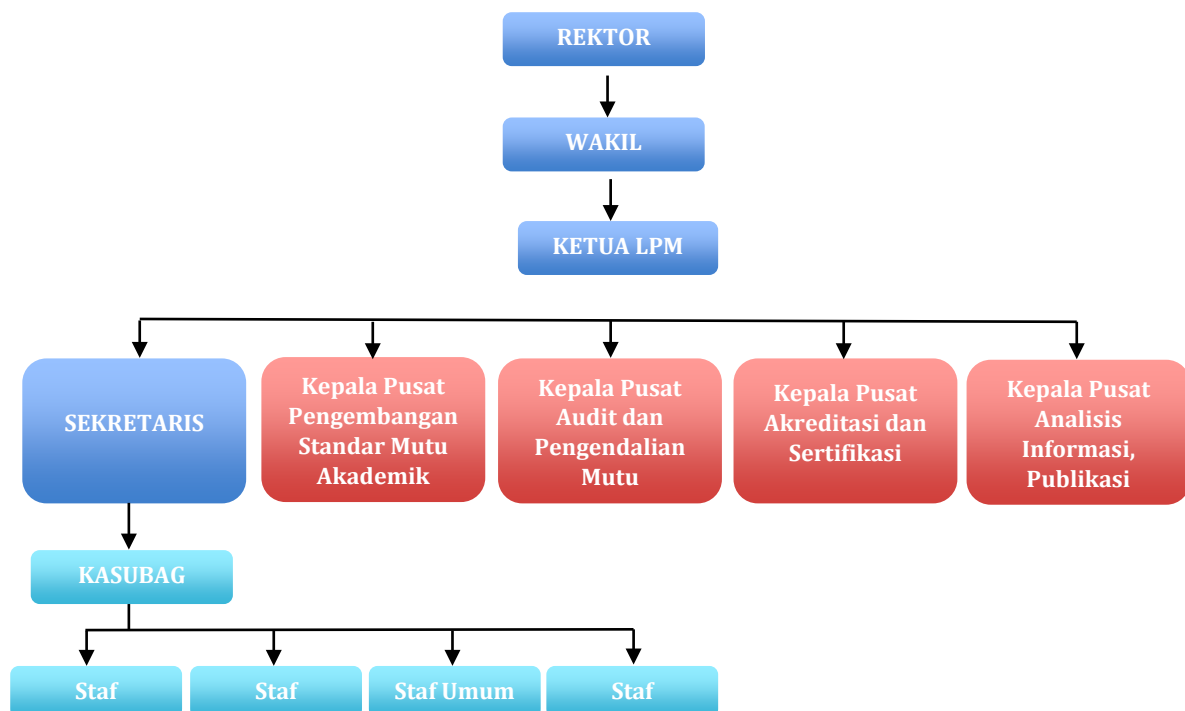 REKTOR
WAKIL
KETUA LPM
SEKRETARIS
Kepala Pusat
Pengembangan
Standar Mutu
Akademik
Kepala Pusat
Audit dan
Pengendalian
Mutu
Kepala Pusat
Akreditasi dan
Sertifikasi
Kepala Pusat
Analisis
Informasi,
Publikasi
KASUBAG
Staf
Staf
Staf Umum
Staf